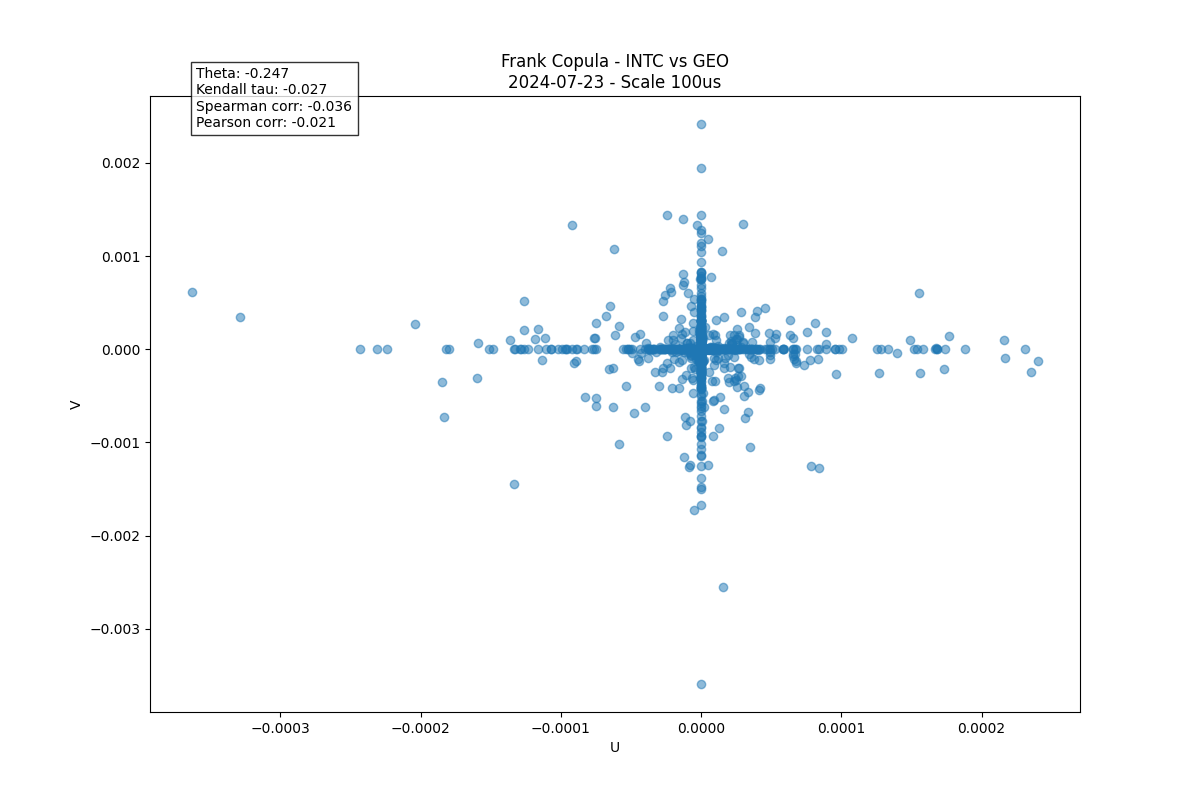 Frank Copula - INTC vs GEO
2024-07-23 - Scale 100us
Theta: -0.247
Kendall tau: -0.027
Spearman corr: -0.036
Pearson corr: -0.021
0.002
0.001
0.000
−0.001
−0.002
−0.003
V
−0.0003
−0.0002
−0.0001
0.0000
0.0001
0.0002
U